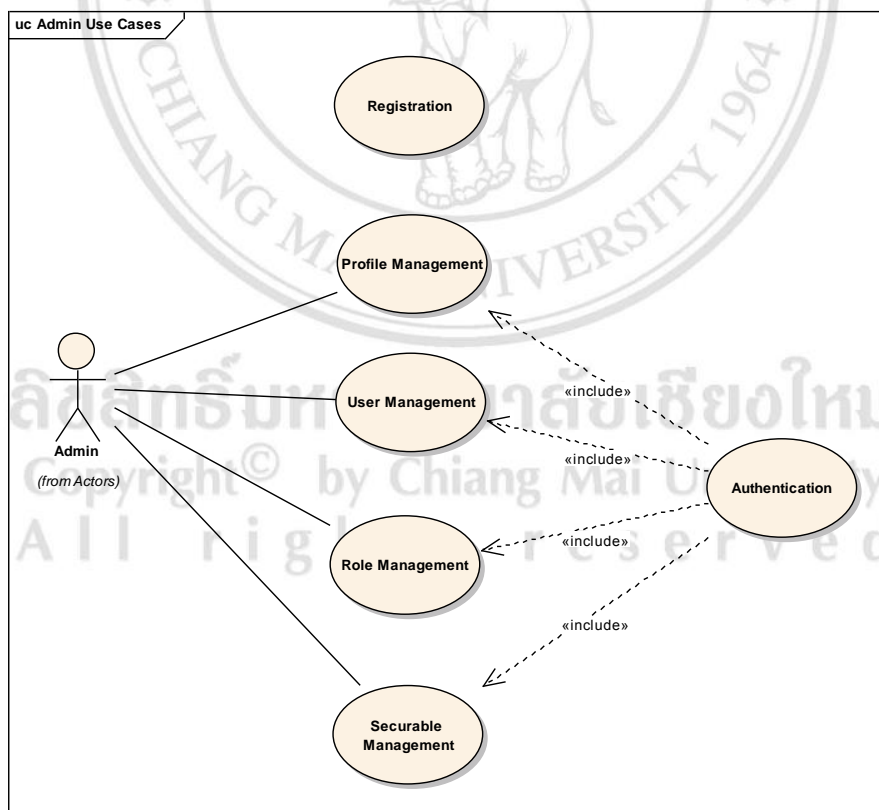 uc Admin Use Cases
Registration
CHIANG MAI UNIVERSITY 1964
Profile Management
User Management
«include»
«include»
Authentication
Admin
(from Actors)
Copyright© by Chiang Mai
All rights reserved
Role Management
«include»
«include»
Securable
Management